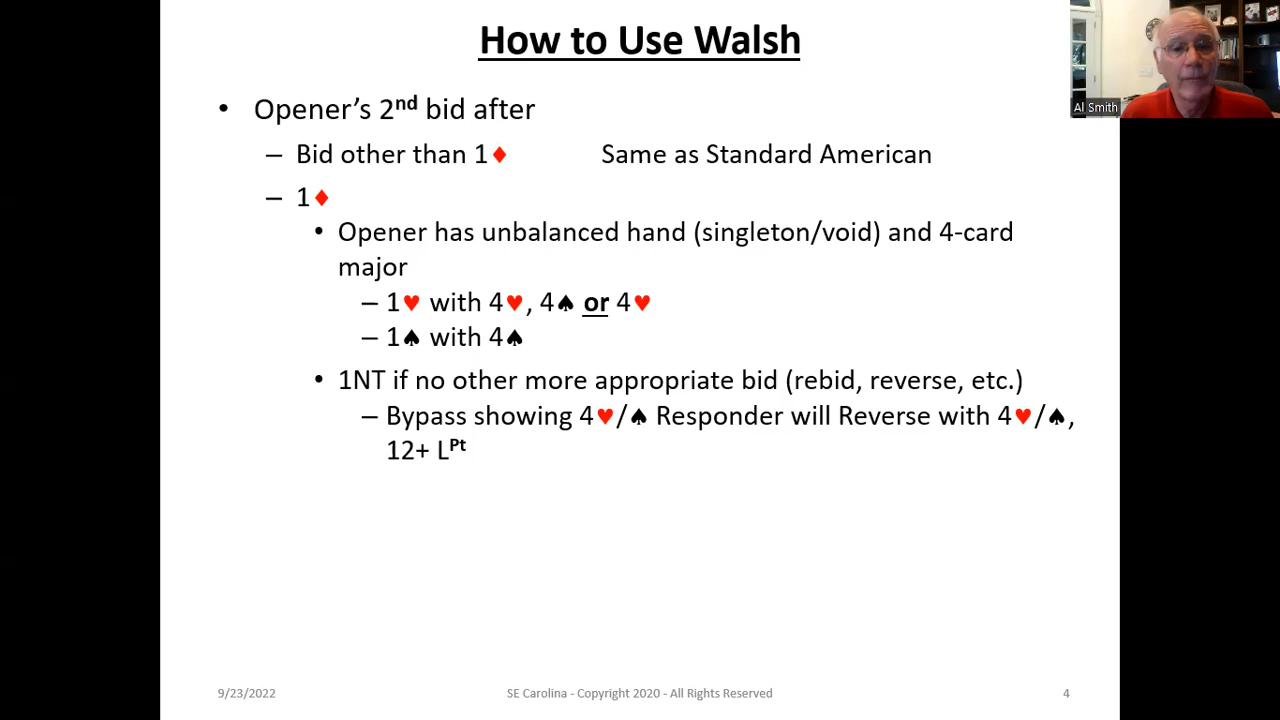 How to Use Walsh
• Opener’s 2nd bid after
– Bid other than 1♦ Same as Standard American
– 1♦
• Opener has unbalanced hand (singleton/void) and 4-card
major
– 1♥ with 4♥, 4♠ or 4♥
– 1♠ with 4♠
• 1NT if no other more appropriate bid (rebid, reverse, etc.)
– Bypass showing 4♥/♠ Responder will Reverse with 4♥/♠,
12+ LPt
Al Smith
9/23/2022 SE Carolina - Copyright 2020 - All Rights Reserved 4